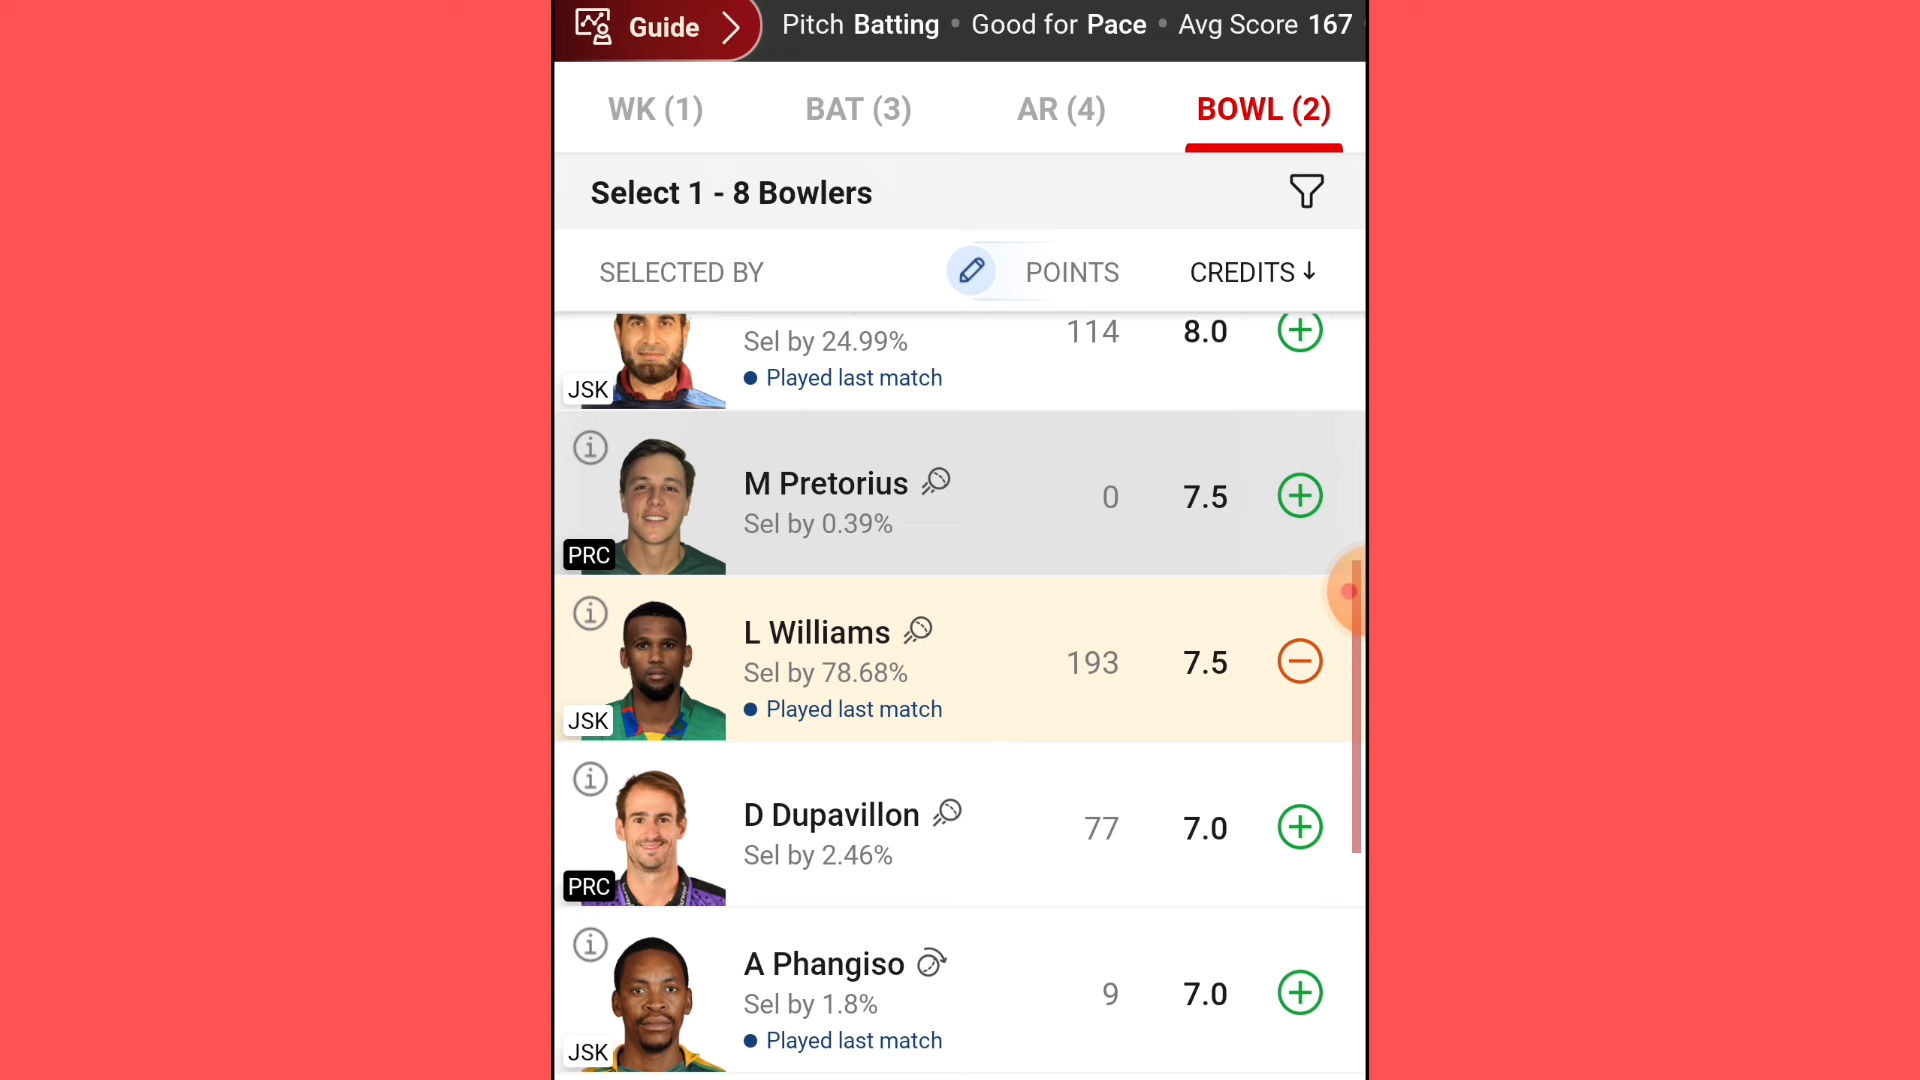 Guide
Pitch Batting • Good for Pace • Avg Score 167
WK (1) BAT (3) AR (4) BOWL (2)
Select 1 - 8 Bowlers
SELECTED BY POINTS CREDITS ↓
Sel by 24.99% 114 8.0
Played last match
JSK
M Pretorius
Sel by 0.39% 0 7.5
PRC
L Williams
Sel by 78.68% 193 7.5
Played last match
JSK
D Dupavillon
Sel by 2.46% 77 7.0
PRC
A Phangiso
Sel by 1.8% 9 7.0
Played last match
JSK